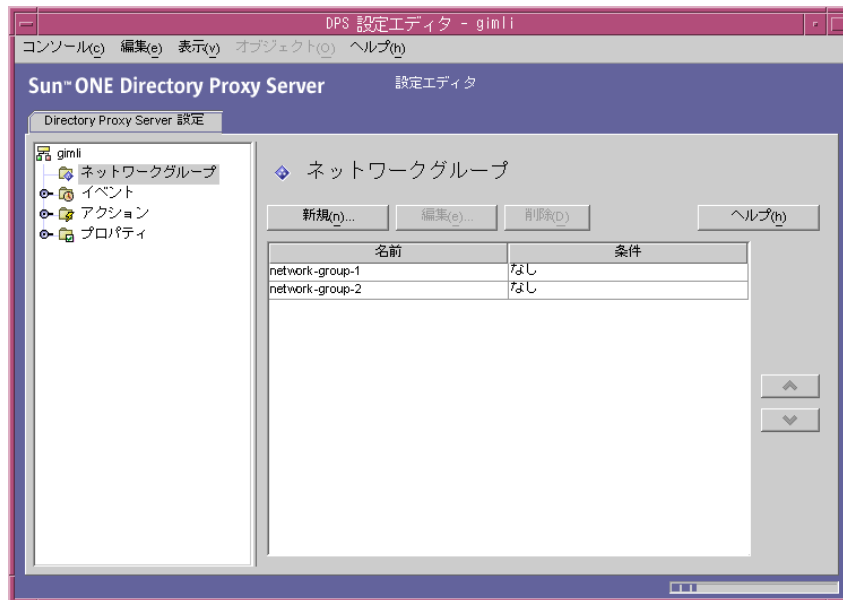 DPS 設定エディタ - gimli
コンソール(c) 編集(e) 表示(v) オブジェクト(o) ヘルプ(h)
Sun™ ONE Directory Proxy Server 設定エディタ
Directory Proxy Server 設定
gimli
ネットワークグループ
イベント
アクション
プロパティ
ネットワークグループ
新規(n)... 編集(e)... 削除(D) ヘルプ(h)
名前 条件
network-group-1 なし
network-group-2 なし